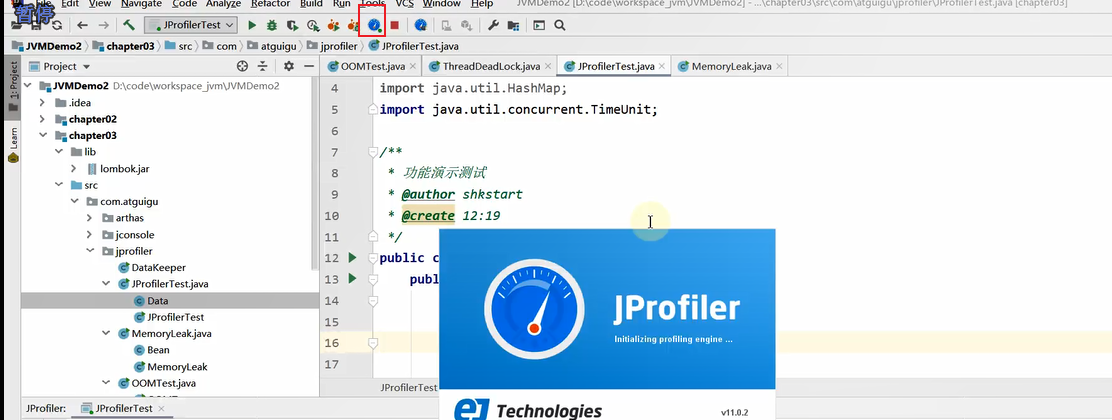 暂停
Edit View Navigate Code Analyze Refactor Build Run Tools VCS Window Help JVMDemo2 [D:\code\workspace_jvm\JVMDemo2] - ...\chapter03\src\com\atguigu\jprofiler\JProfilerTest.java [chapter03]
JProfilerTest
JVMDemo2 chapter03 src com atguigu jprofiler JProfilerTest.java
Project
OOMTest.java ThreadDeadLock.java JProfilerTest.java MemoryLeak.java
1: Project
Learn
JVMDemo2 D:\code\workspace_jvm\JVMDemo2
.idea
chapter02
chapter03
lib
lombok.jar
src
com.atguigu
arthas
jconsole
jprofiler
DataKeeper
JProfilerTest.java
Data
JProfilerTest
MemoryLeak.java
Bean
MemoryLeak
OOMTest.java
4 import java.util.HashMap;
5 import java.util.concurrent.TimeUnit;
6
7 /**
8 * 功能演示测试
9 * @author shkstart
10 * @create 12:19
11 */
12 public c
13 publ
14
15
16
17
JProfiler
Initializing profiling engine ...
ej Technologies
v11.0.2
JProfilerTest
JProfiler: JProfilerTest